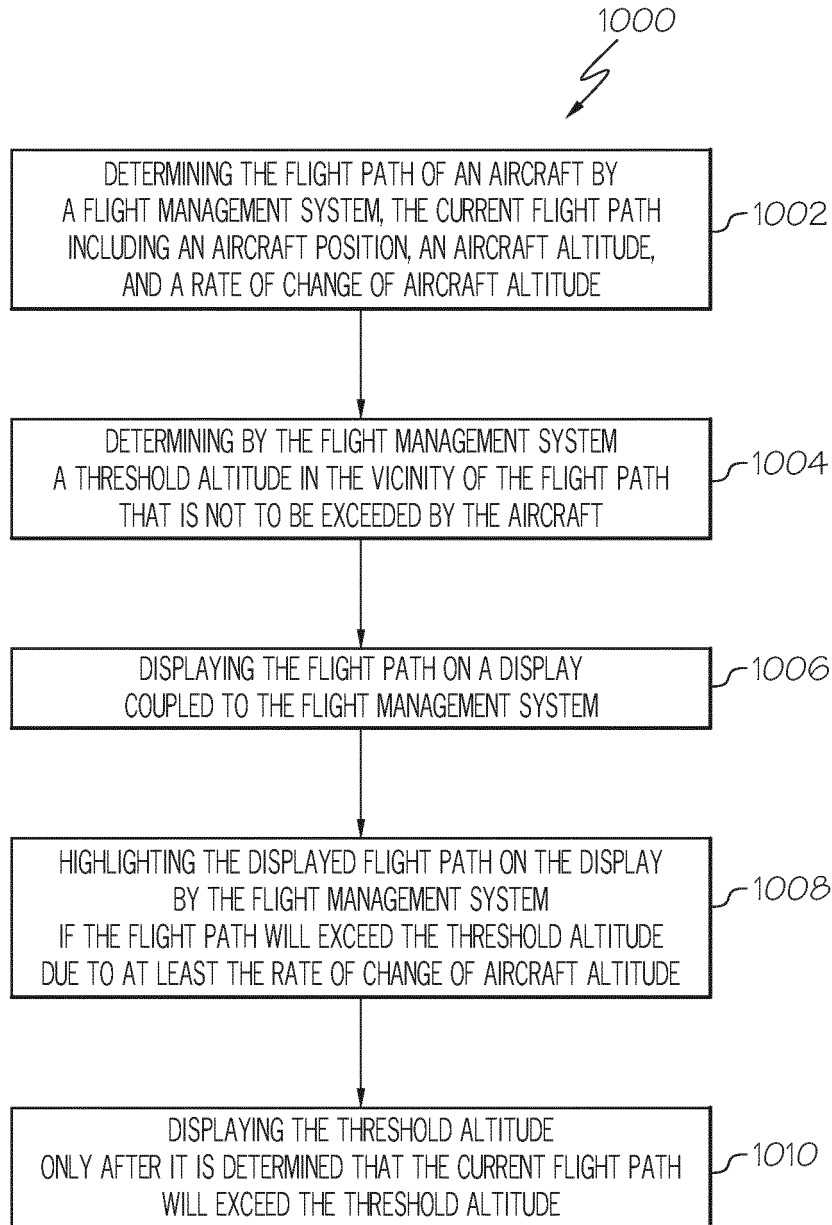 1000
DETERMINING THE FLIGHT PATH OF AN AIRCRAFT BY
A FLIGHT MANAGEMENT SYSTEM, THE CURRENT FLIGHT PATH
INCLUDING AN AIRCRAFT POSITION, AN AIRCRAFT ALTITUDE,
AND A RATE OF CHANGE OF AIRCRAFT ALTITUDE
1002
DETERMINING BY THE FLIGHT MANAGEMENT SYSTEM
A THRESHOLD ALTITUDE IN THE VICINITY OF THE FLIGHT PATH
THAT IS NOT TO BE EXCEEDED BY THE AIRCRAFT
1004
DISPLAYING THE FLIGHT PATH ON A DISPLAY
COUPLED TO THE FLIGHT MANAGEMENT SYSTEM
1006
HIGHLIGHTING THE DISPLAYED FLIGHT PATH ON THE DISPLAY
BY THE FLIGHT MANAGEMENT SYSTEM
IF THE FLIGHT PATH WILL EXCEED THE THRESHOLD ALTITUDE
DUE TO AT LEAST THE RATE OF CHANGE OF AIRCRAFT ALTITUDE
1008
DISPLAYING THE THRESHOLD ALTITUDE
ONLY AFTER IT IS DETERMINED THAT THE CURRENT FLIGHT PATH
WILL EXCEED THE THRESHOLD ALTITUDE
1010